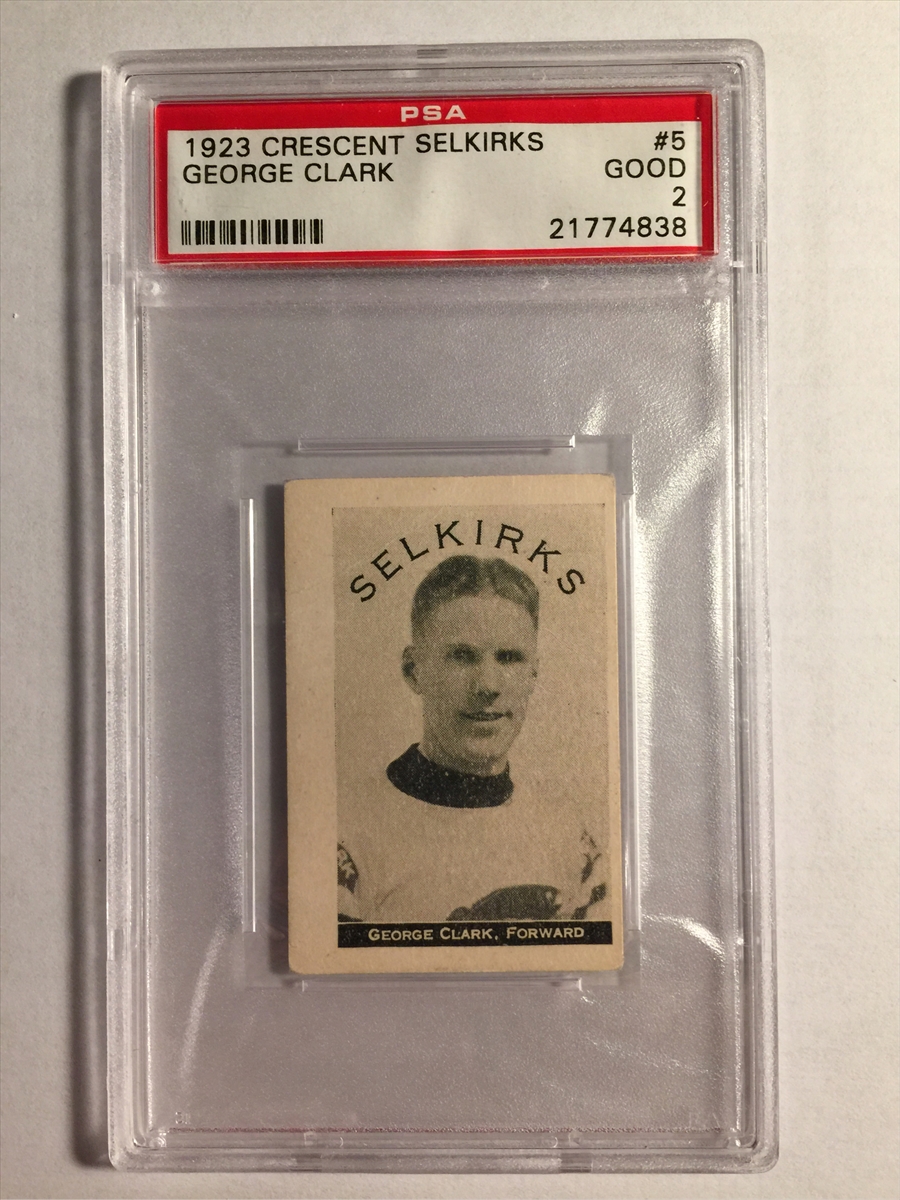 PSA
1923 CRESCENT SELKIRKS #5
GEORGE CLARK GOOD
2
21774838
SELKIRKS
GEORGE CLARK, FORWARD